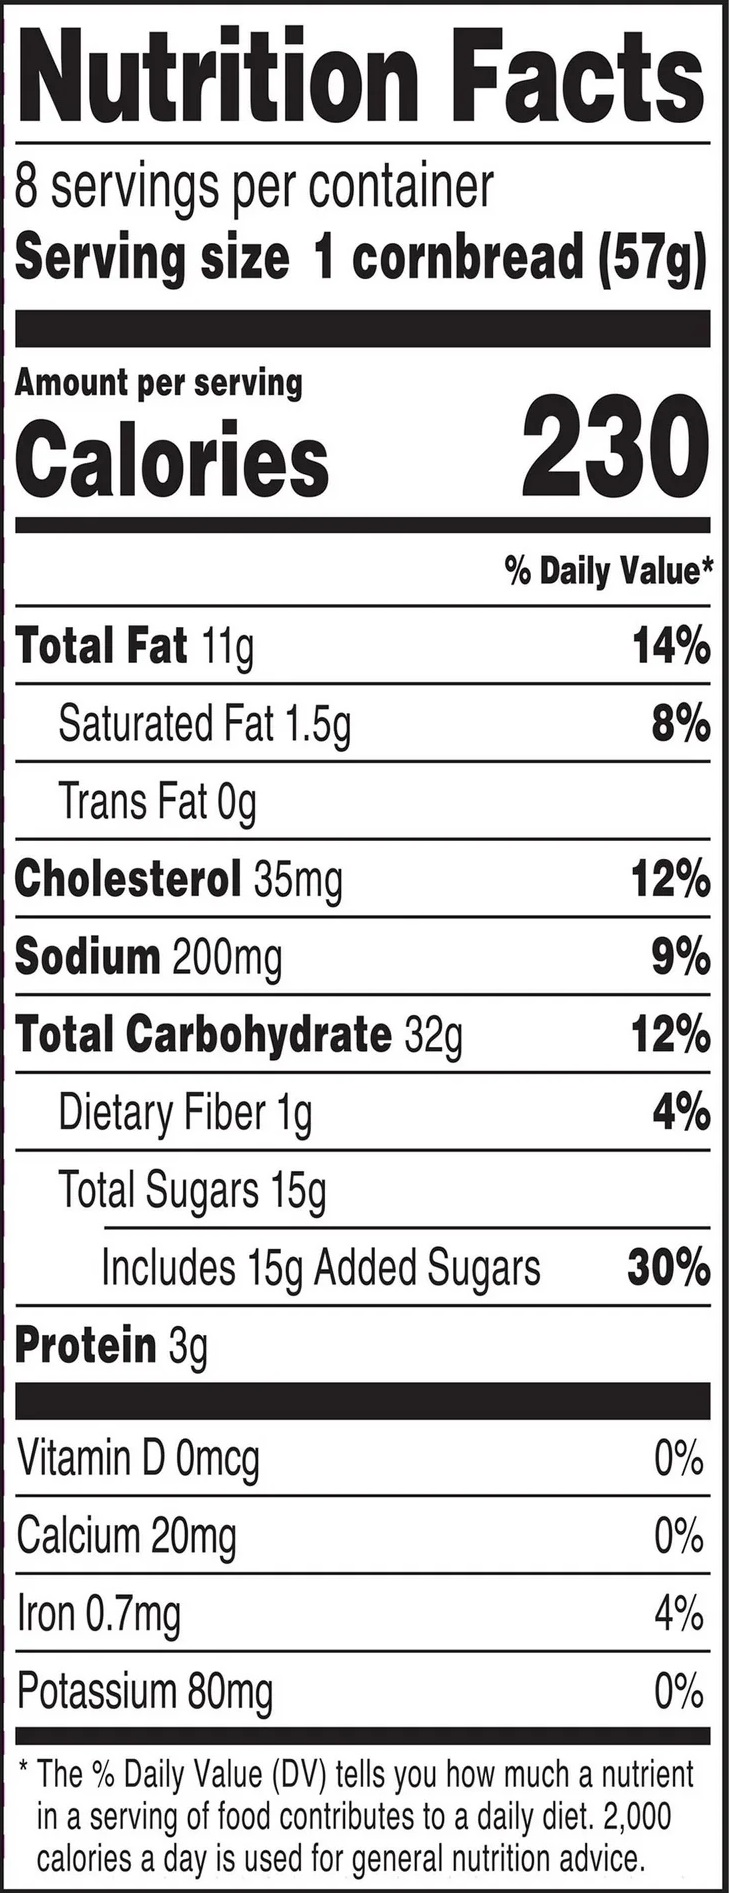 Nutrition Facts
8 servings per container
Serving size 1 cornbread (57g)
Amount per serving
Calories 230
% Daily Value*
Total Fat 11g 14%
Saturated Fat 1.5g 8%
Trans Fat 0g
Cholesterol 35mg 12%
Sodium 200mg 9%
Total Carbohydrate 32g 12%
Dietary Fiber 1g 4%
Total Sugars 15g
Includes 15g Added Sugars 30%
Protein 3g
Vitamin D 0mcg 0%
Calcium 20mg 0%
Iron 0.7mg 4%
Potassium 80mg 0%
* The % Daily Value (DV) tells you how much a nutrient
in a serving of food contributes to a daily diet. 2,000
calories a day is used for general nutrition advice.